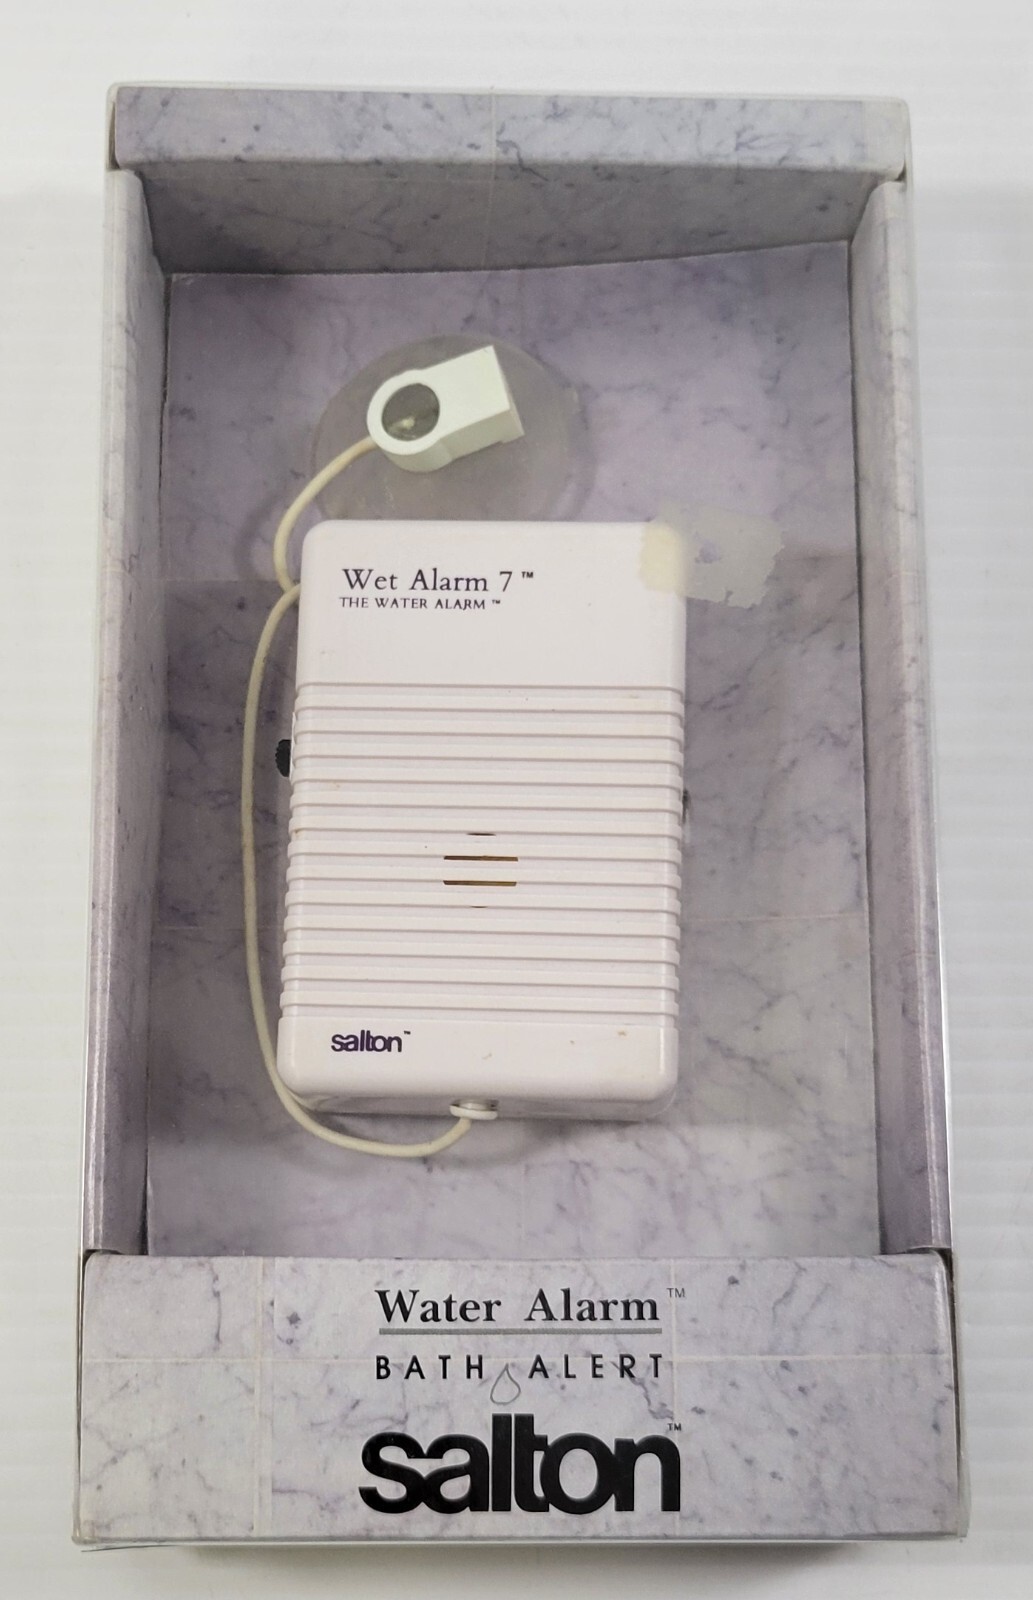 Wet Alarm 7™
THE WATER ALARM™
salton™
Water Alarm™
BATH ALERT
salton™